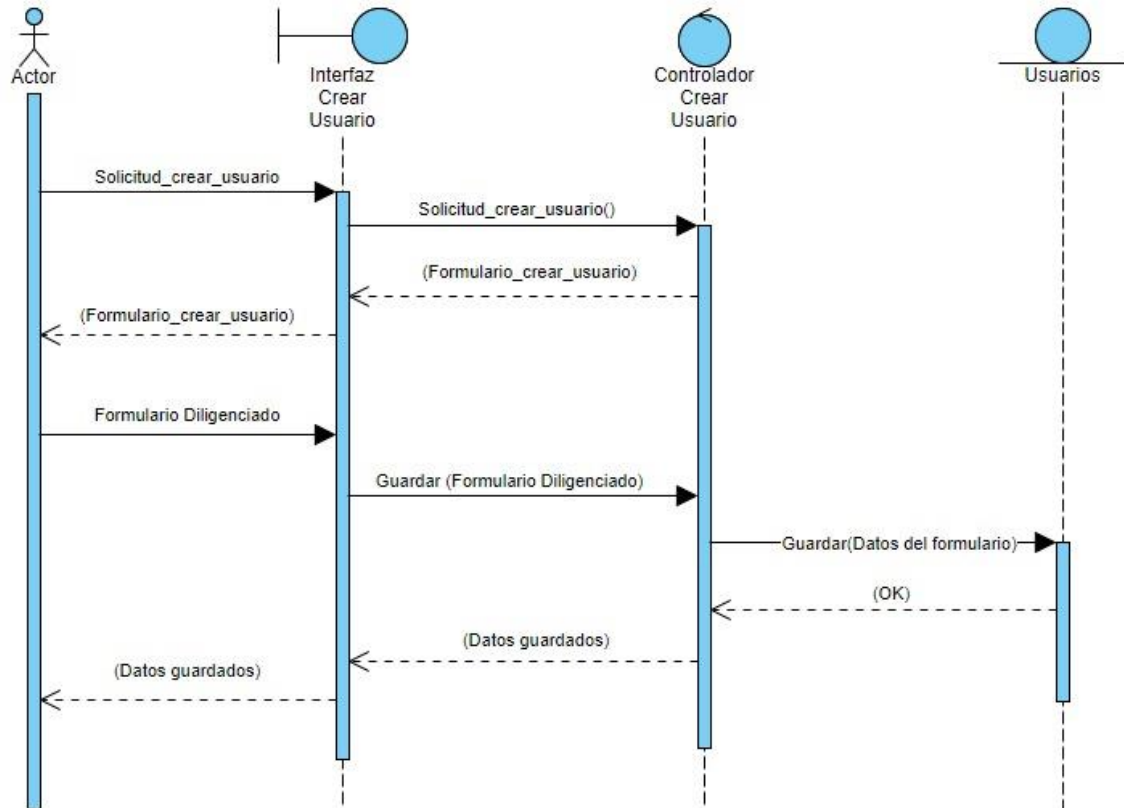 Actor
Interfaz
Crear
Usuario
Controlador
Crear
Usuario
Usuarios
Solicitud_crear_usuario
Solicitud_crear_usuario()
(Formulario_crear_usuario)
(Formulario_crear_usuario)
Formulario Diligenciado
Guardar (Formulario Diligenciado)
Guardar(Datos del formulario)
(OK)
(Datos guardados)
(Datos guardados)